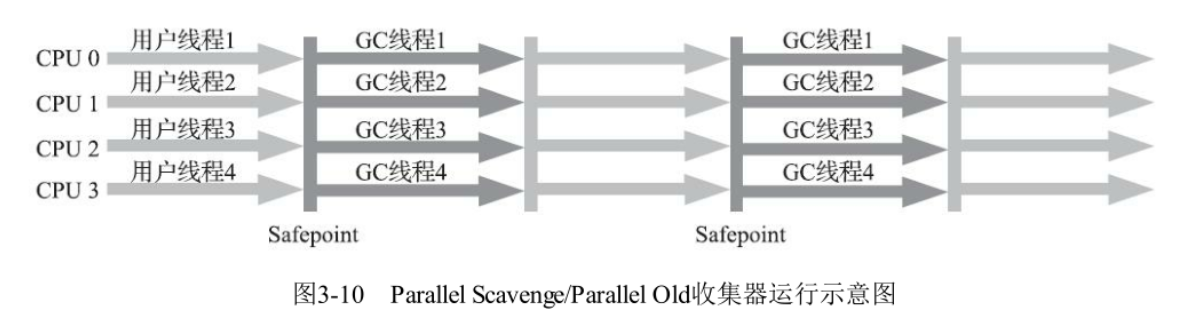 用户线程1 GC线程1 GC线程1
CPU 0
用户线程2 GC线程2 GC线程2
CPU 1
用户线程3 GC线程3 GC线程3
CPU 2
用户线程4 GC线程4 GC线程4
CPU 3
Safepoint Safepoint
图3-10 Parallel Scavenge/Parallel Old收集器运行示意图